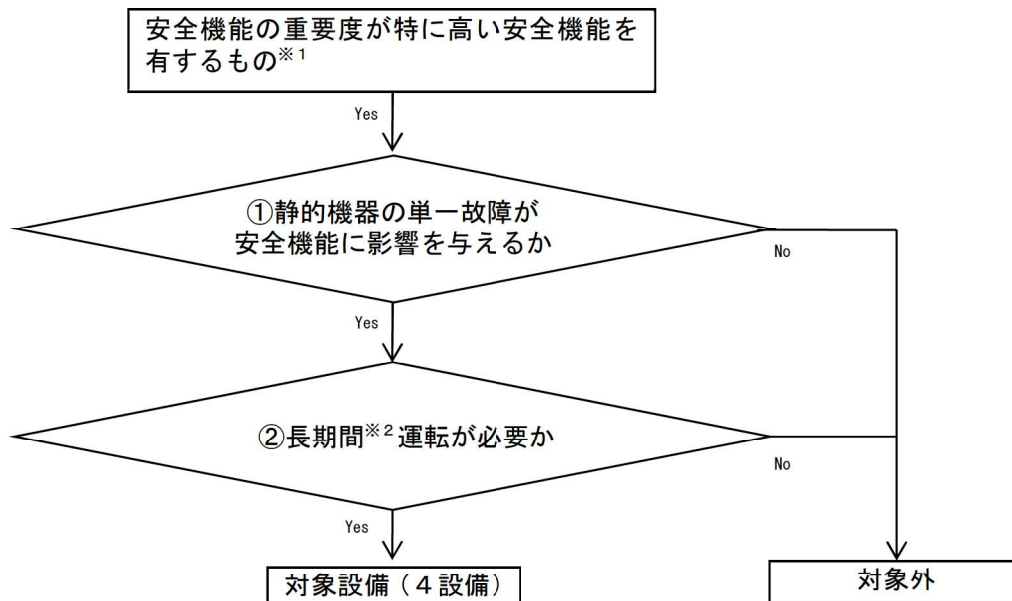 安全機能の重要度が特に高い安全機能を
有するもの※1
Yes
①静的機器の単一故障が
安全機能に影響を与えるか
No
Yes
②長期間※2運転が必要か
No
Yes
対象設備(4設備)
対象外